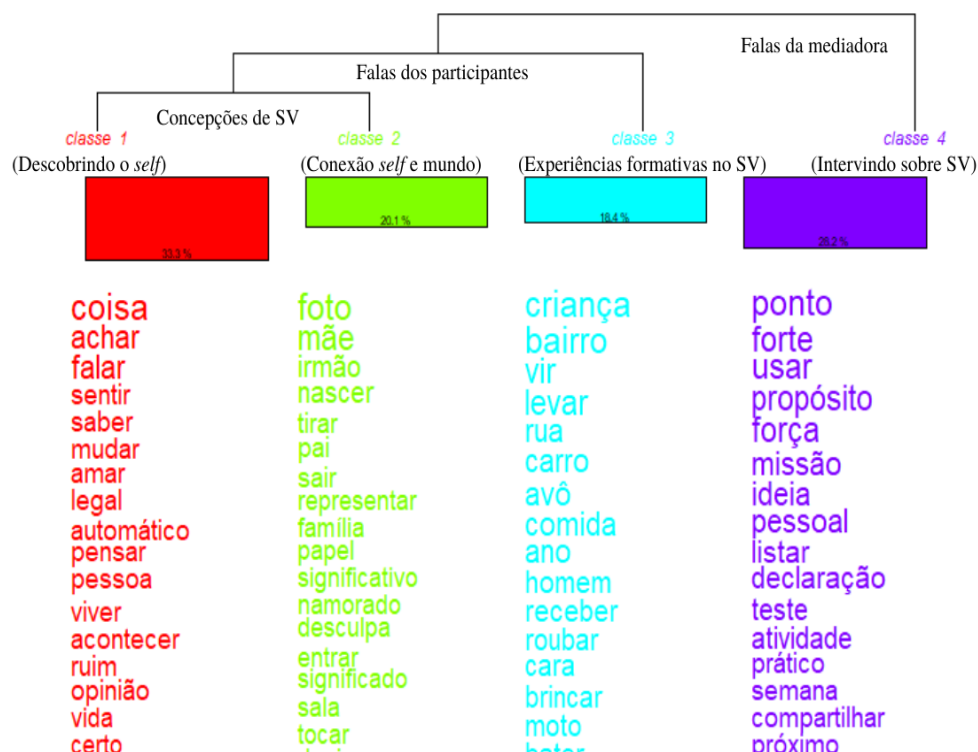 Falas da mediadora
Falas dos participantes
Concepções de SV
classe 1
classe 2
classe 3
classe 4
(Descobrindo o self)
(Conexão self e mundo)
(Experiências formativas no SV)
(Intervindo sobre SV)
33.3 %
20.1 %
18.4 %
28.2 %
coisa
achar
falar
sentir
saber
mudar
amar
legal
automático
pensar
pessoa
viver
acontecer
ruim
opinião
vida
certo
foto
mãe
irmão
nascer
tirar
pai
sair
representar
família
papel
significativo
namorado
desculpa
entrar
significado
sala
tocar
criança
bairro
vir
levar
rua
carro
avô
comida
ano
homem
receber
roubar
cara
brincar
moto
ponto
forte
usar
propósito
força
missão
ideia
pessoal
listar
declaração
teste
atividade
prático
semana
compartilhar
próximo